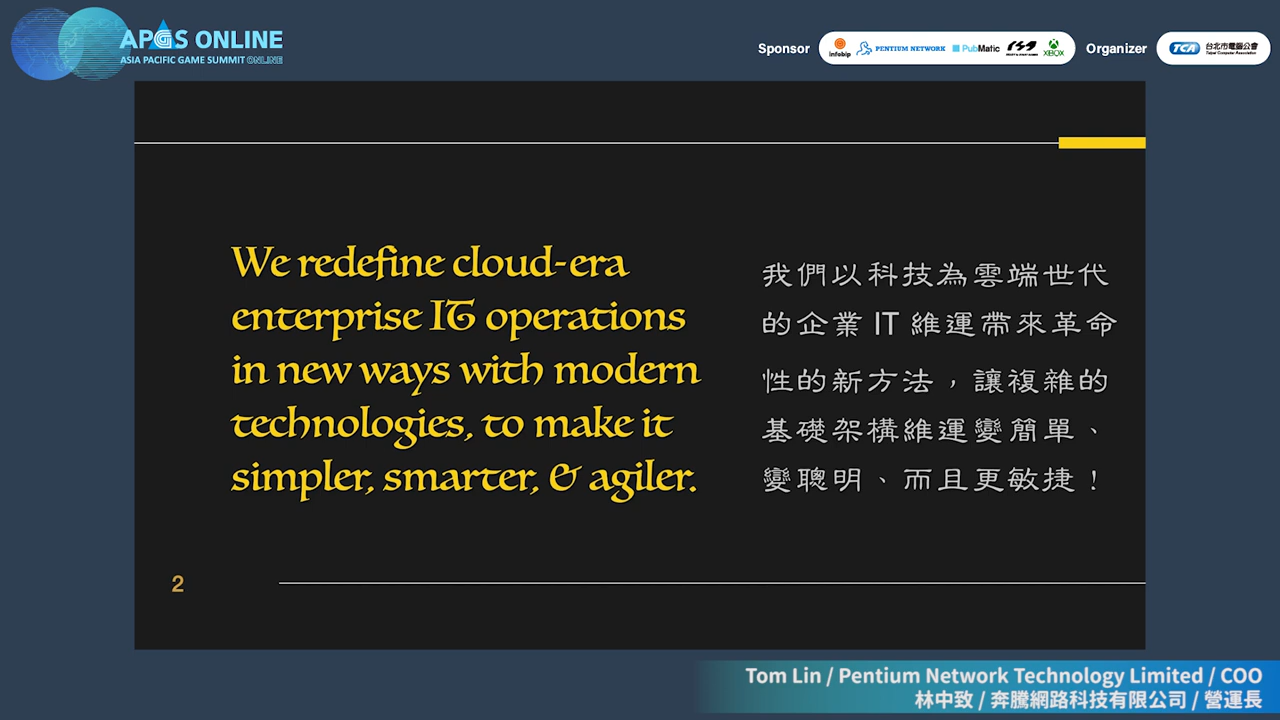 APGS ONLINE
ASIA PACIFIC GAME SUMMIT ONLINE
Sponsor
infobip
PENTIUM NETWORK
PubMatic
XBOX
Organizer
TCA
台北市電腦公會
Taipei Computer Association
We redefine cloud-era
enterprise IT operations
in new ways with modern
technologies, to make it
simpler, smarter, & agiler.
我們以科技為雲端世代
的企業 IT 維運帶來革命
性的新方法，讓複雜的
基礎架構維運變簡單、
變聰明、而且更敏捷！
2
Tom Lin / Pentium Network Technology Limited / COO
林中致 / 奔騰網路科技有限公司 / 營運長